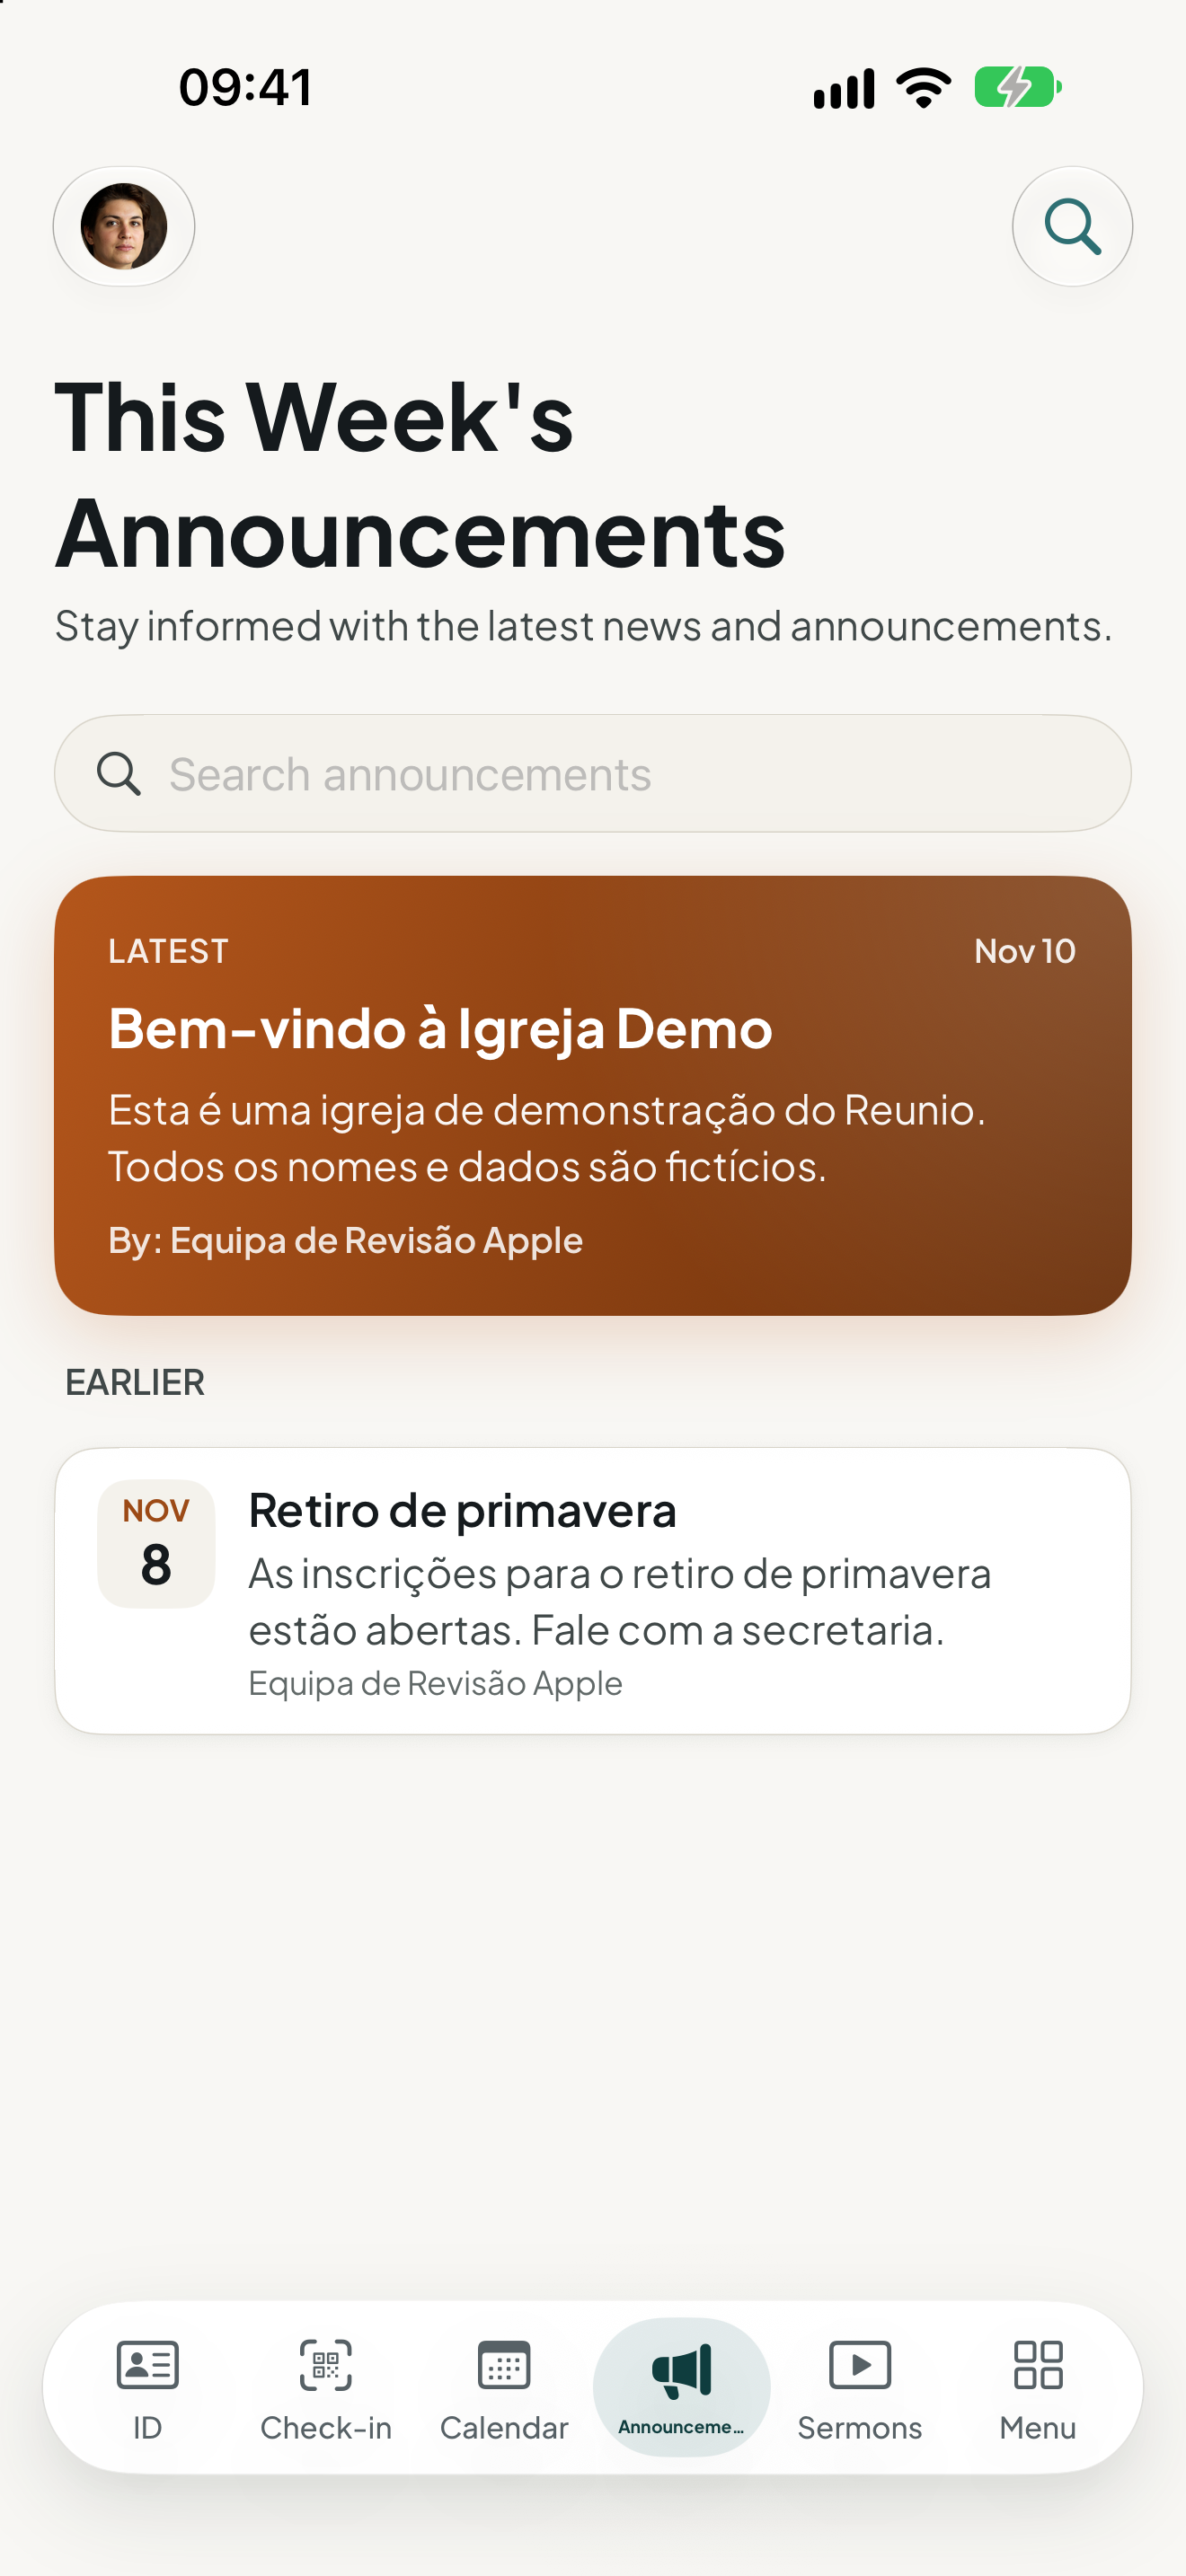 09:41
This Week's
Announcements
Stay informed with the latest news and announcements.
Search announcements
LATEST
Nov 10
Bem-vindo à Igreja Demo
Esta é uma igreja de demonstração do Reunio.
Todos os nomes e dados são fictícios.
By: Equipa de Revisão Apple
EARLIER
NOV
8
Retiro de primavera
As inscrições para o retiro de primavera
estão abertas. Fale com a secretaria.
Equipa de Revisão Apple
ID
Check-in
Calendar
Announceme...
Sermons
Menu